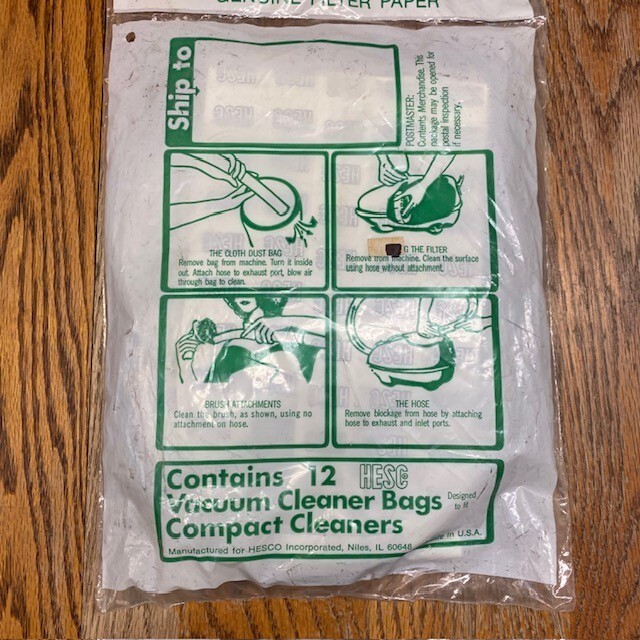 GENUINE FILTER PAPER
Ship to
POSTMASTER:
Contents: Merchandise. This
package may be opened for
postal inspection
if necessary.
THE CLOTH DUST BAG
Remove bag from machine. Turn it inside
out. Attach hose to exhaust port, blow air
through bag to clean.
G THE FILTER
Remove from machine. Clean the surface
using hose without attachment.
BRUSH ATTACHMENTS
Clean the brush, as shown, using no
attachment on hose.
THE HOSE
Remove blockage from hose by attaching
hose to exhaust and inlet ports.
Contains 12 HESCo
Vacuum Cleaner Bags Designed
to fit
Compact Cleaners
Manufactured for HESCO Incorporated, Niles, IL 60648 in U.S.A.